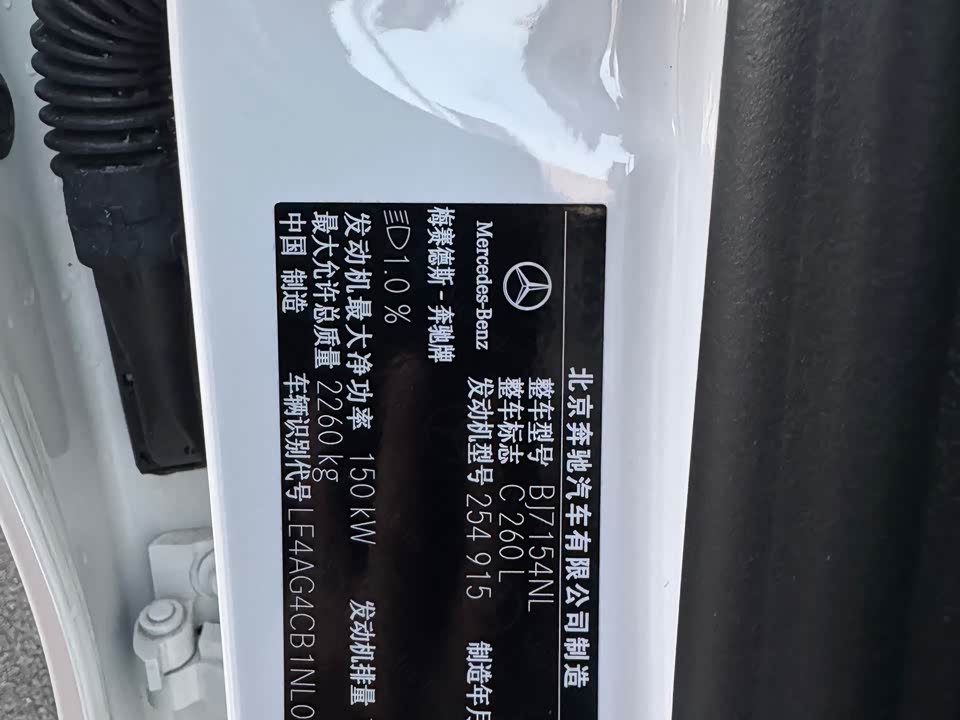 北京奔驰汽车有限公司制造
Mercedes-Benz
梅赛德斯-奔驰牌
整车型号 BJ7154NL
整车标志 C 260 L
发动机型号 254 915 制造年月
1.0 %
发动机最大净功率 150 kW 发动机排量
最大允许总质量 2260 kg
中国 制造 车辆识别代号 LE4AG4CB1NL0